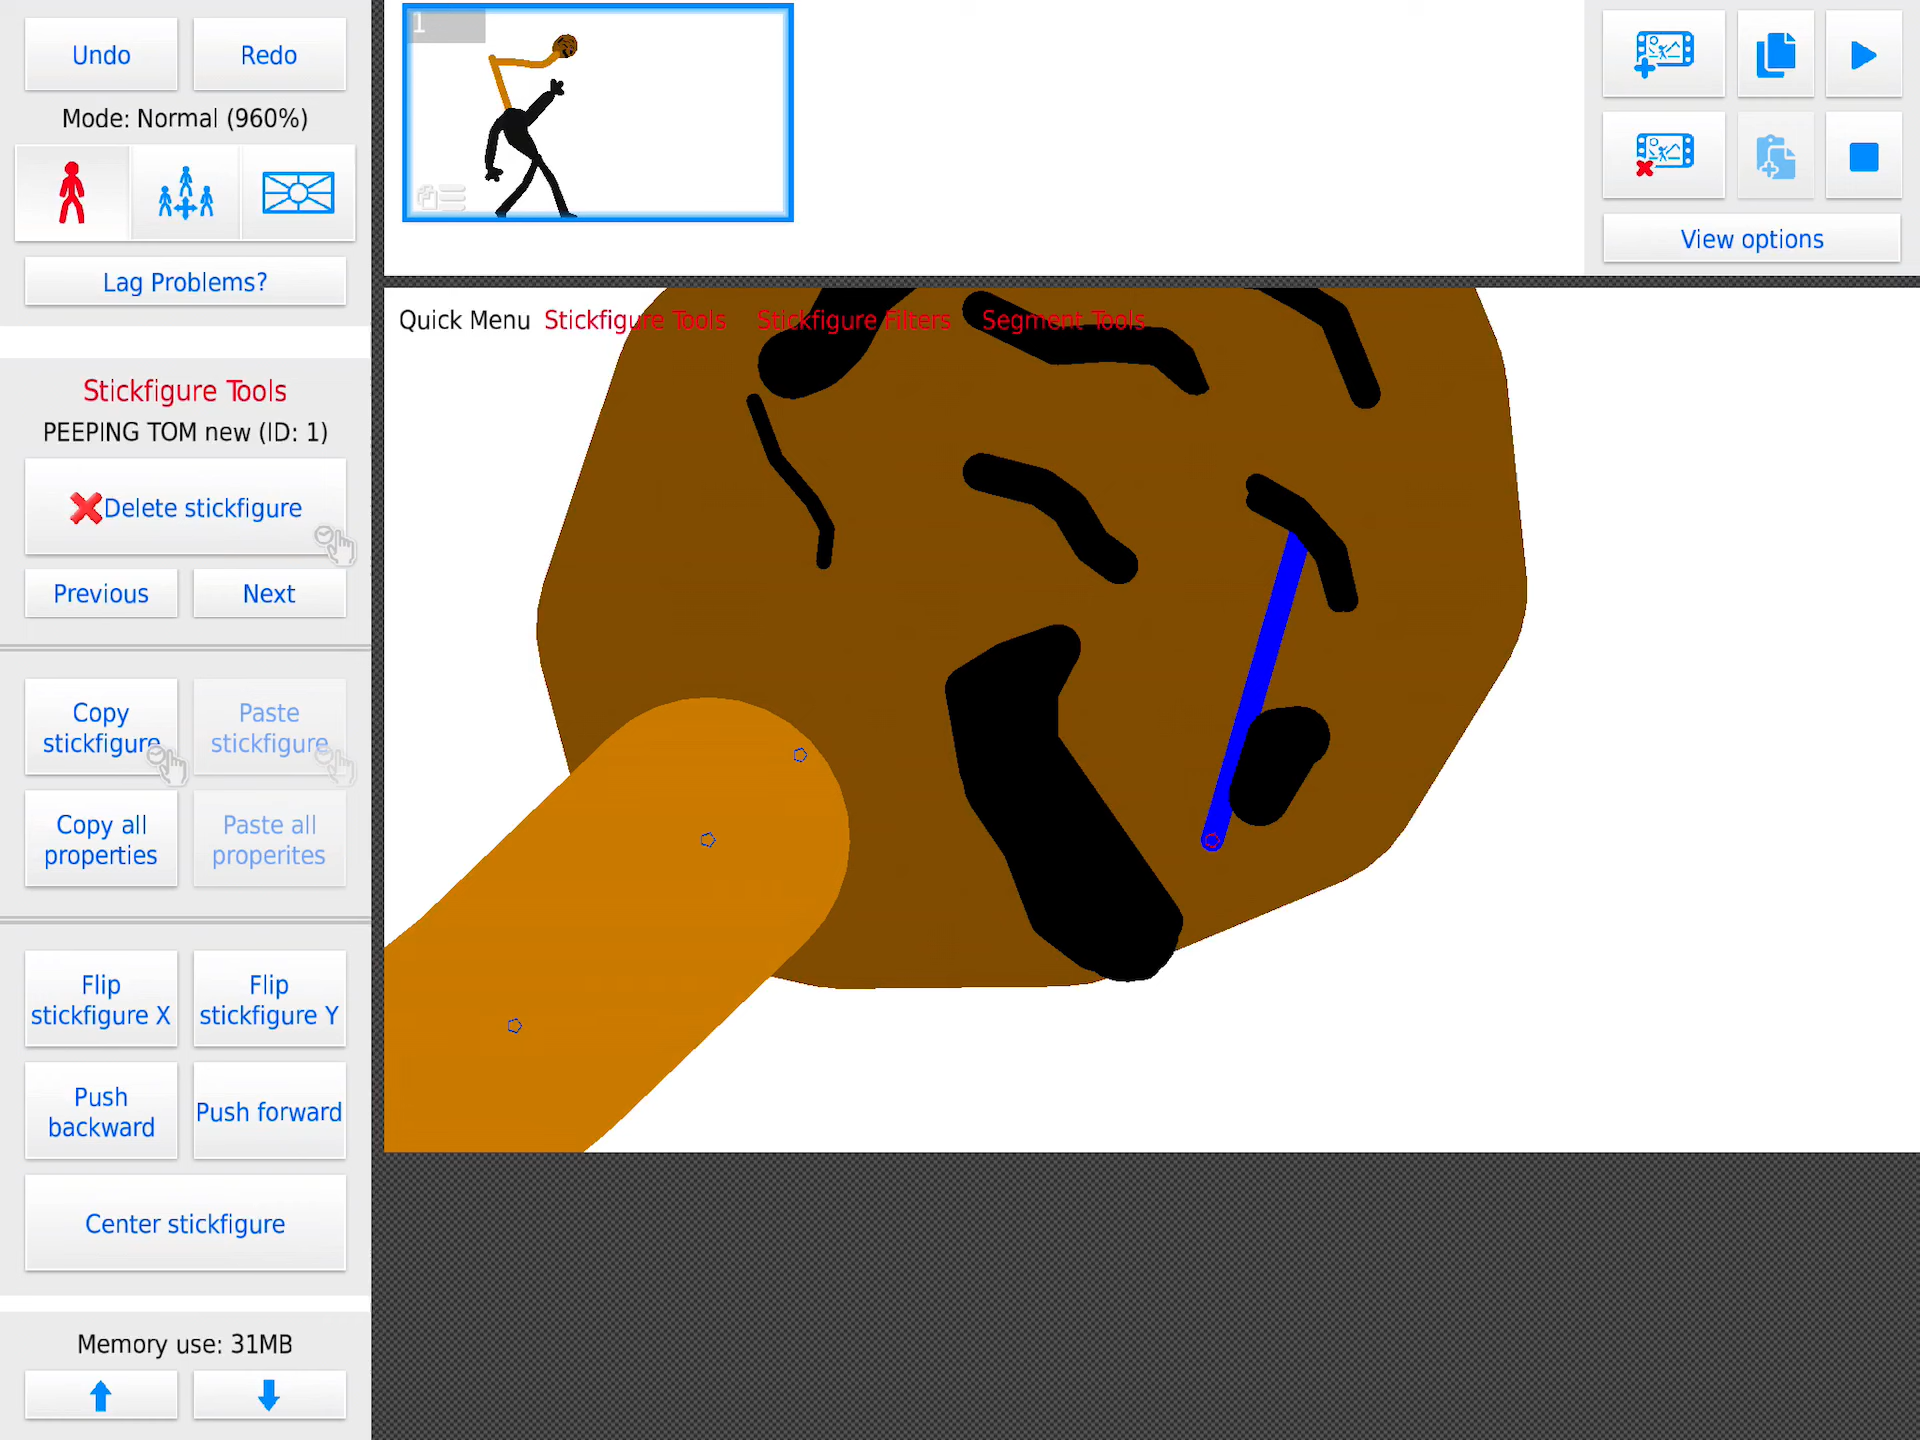 Undo Redo
Mode: Normal (960%)
Lag Problems?
Stickfigure Tools
PEEPING TOM new (ID: 1)
Delete stickfigure
Previous Next
Copy stickfigure
Paste stickfigure
Copy all properties
Paste all properites
Flip stickfigure X
Flip stickfigure Y
Push backward
Push forward
Center stickfigure
Memory use: 31MB
1
View options
Quick Menu Stickfigure Tools Stickfigure Filters Segment Tools